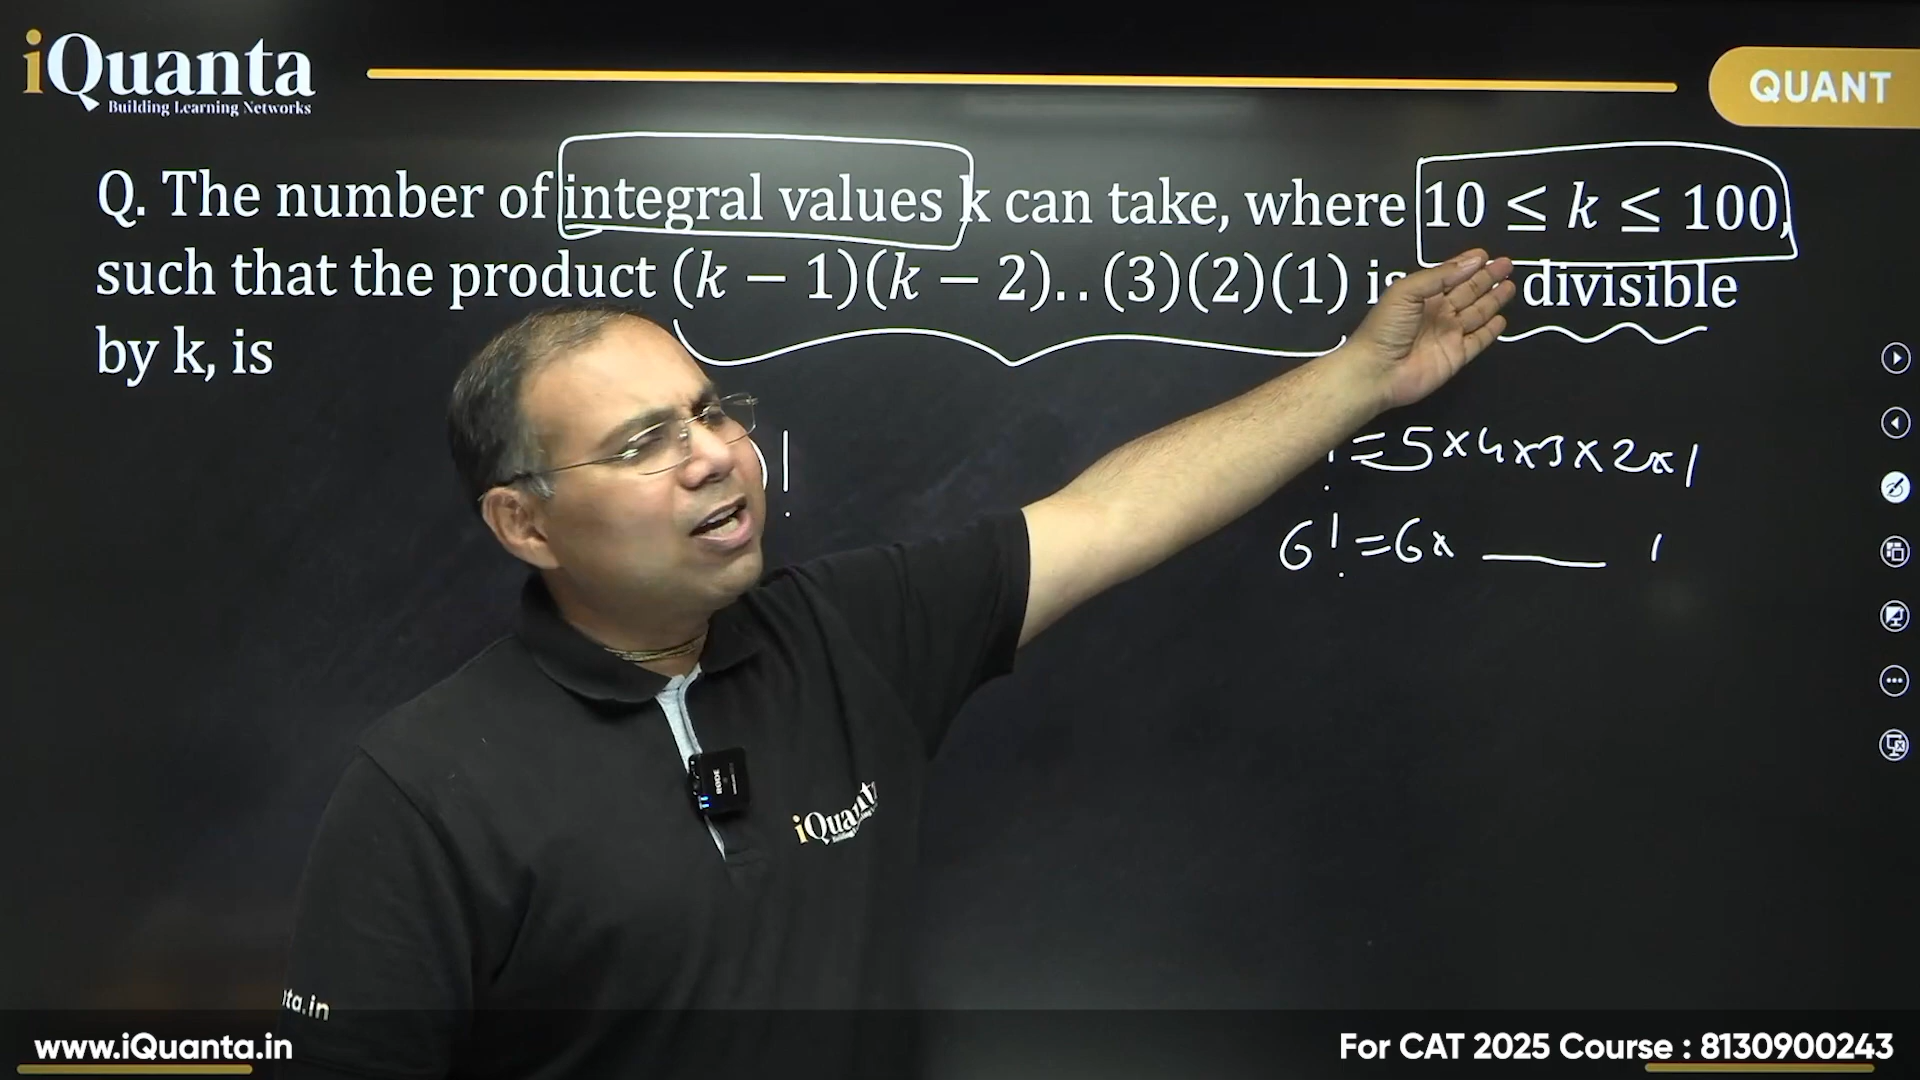 iQuanta
Building Learning Networks
QUANT
Q. The number of integral values k can take, where 10 ≤ k ≤ 100,
such that the product (k − 1)(k − 2). . (3)(2)(1) is divisible
by k, is
! = 5×4×3×2×1
6! = 6× 1
RODE
iQuanta
ta.in
www.iQuanta.in
For CAT 2025 Course : 8130900243